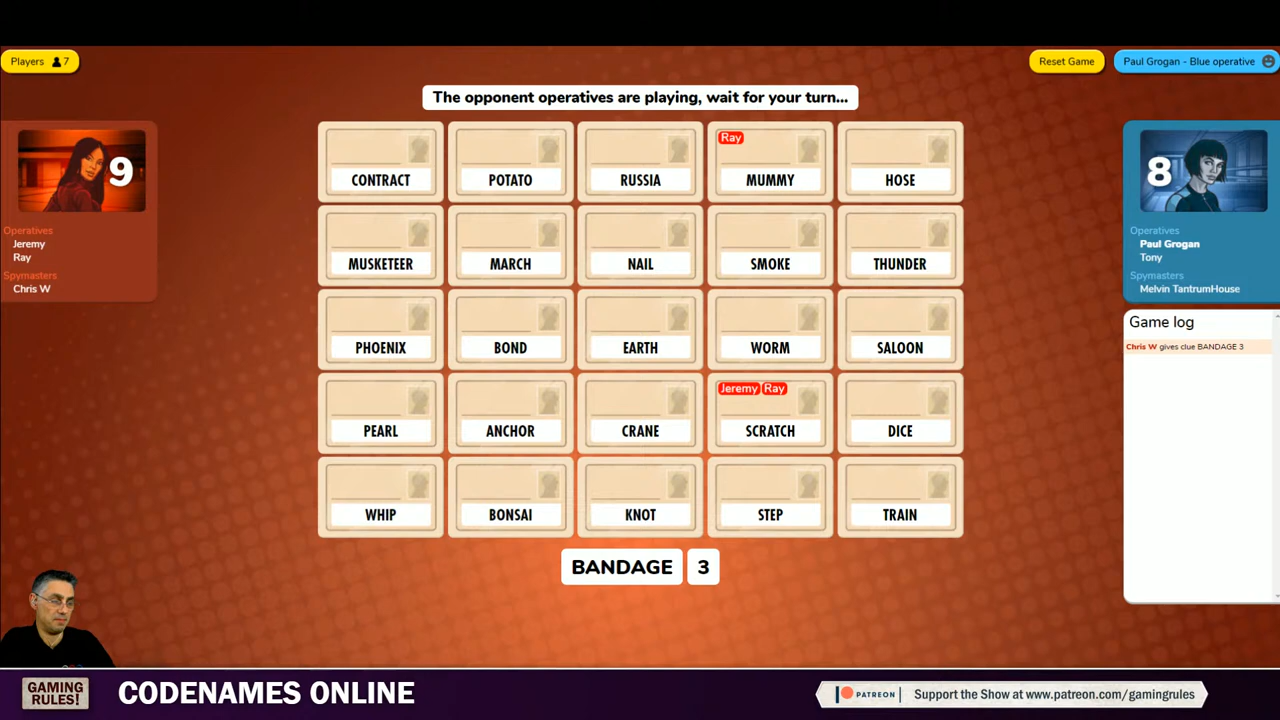 Players 7
Reset Game
Paul Grogan - Blue operative
The opponent operatives are playing, wait for your turn...
9
Operatives
Jeremy
Ray
Spymasters
Chris W
Ray
CONTRACT
POTATO
RUSSIA
MUMMY
HOSE
MUSKETEER
MARCH
NAIL
SMOKE
THUNDER
PHOENIX
BOND
EARTH
WORM
SALOON
Jeremy Ray
PEARL
ANCHOR
CRANE
SCRATCH
DICE
WHIP
BONSAI
KNOT
STEP
TRAIN
BANDAGE 3
8
Operatives
Paul Grogan
Tony
Spymasters
Melvin TantrumHouse
Game log
Chris W gives clue BANDAGE 3
GAMING
RULES!
CODENAMES ONLINE
PATREON
Support the Show at www.patreon.com/gamingrules